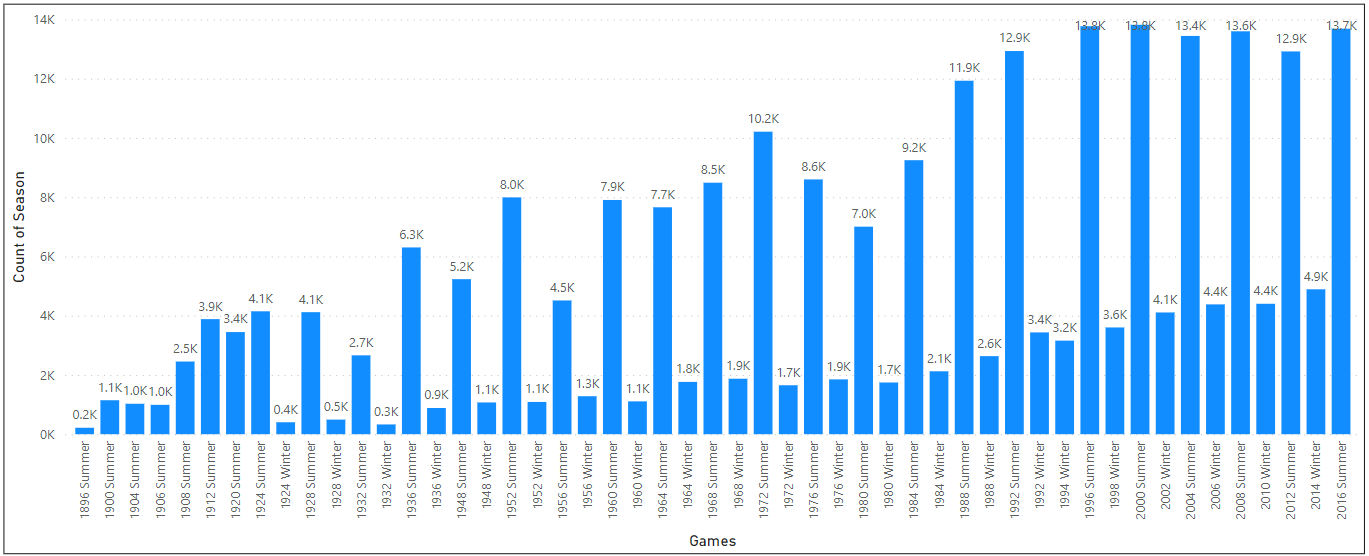 14K
12K
10K
8K
6K
4K
2K
0K
Count of Season
0.2K
1.1K
1.0K
1.0K
2.5K
3.9K
3.4K
4.1K
0.4K
4.1K
0.5K
2.7K
0.3K
6.3K
0.9K
5.2K
1.1K
8.0K
1.1K
4.5K
1.3K
7.9K
1.1K
7.7K
1.8K
8.5K
1.9K
10.2K
1.7K
8.6K
1.9K
7.0K
1.7K
9.2K
2.1K
11.9K
2.6K
12.9K
3.4K
3.2K
13.8K
3.6K
13.8K
4.1K
13.4K
4.4K
13.6K
4.4K
12.9K
4.9K
13.7K
1896 Summer
1900 Summer
1904 Summer
1906 Summer
1908 Summer
1912 Summer
1920 Summer
1924 Summer
1924 Winter
1928 Summer
1928 Winter
1932 Summer
1932 Winter
1936 Summer
1936 Winter
1948 Summer
1948 Winter
1952 Summer
1952 Winter
1956 Summer
1956 Winter
1960 Summer
1960 Winter
1964 Summer
1964 Winter
1968 Summer
1968 Winter
1972 Summer
1972 Winter
1976 Summer
1976 Winter
1980 Summer
1980 Winter
1984 Summer
1984 Winter
1988 Summer
1988 Winter
1992 Summer
1992 Winter
1994 Winter
1996 Summer
1998 Winter
2000 Summer
2002 Winter
2004 Summer
2006 Winter
2008 Summer
2010 Winter
2012 Summer
2014 Winter
2016 Summer
Games